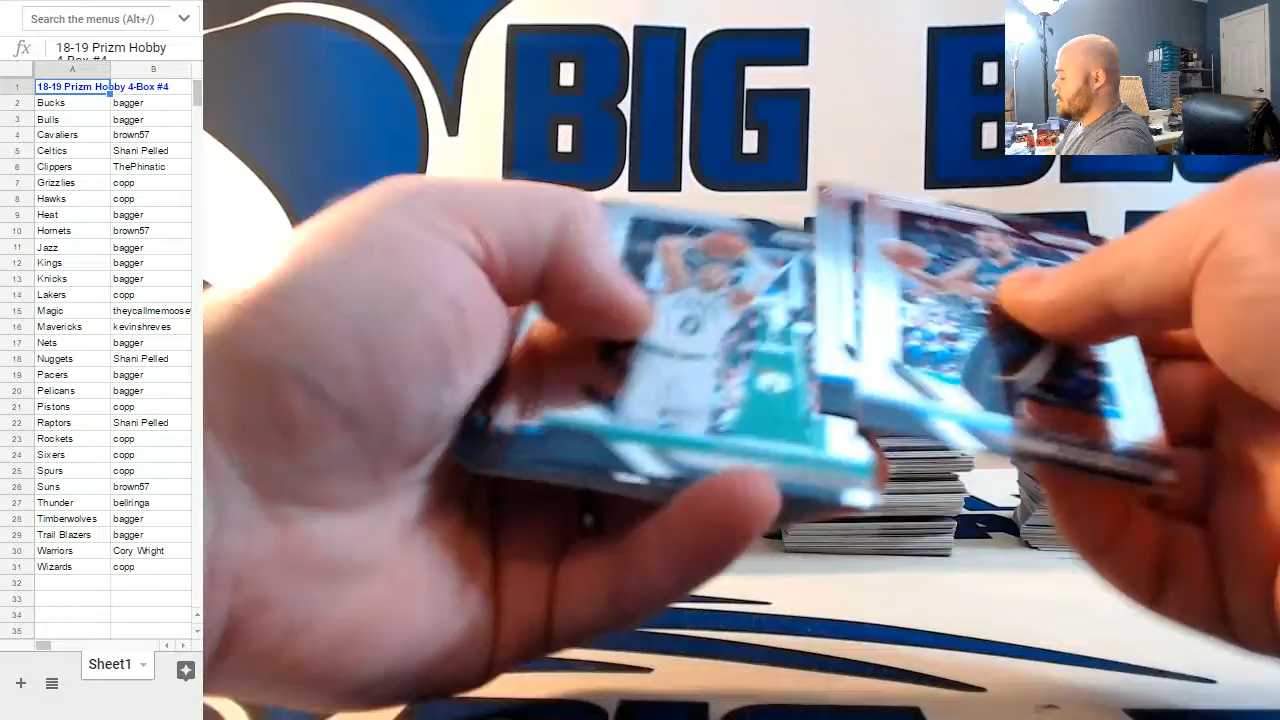 Search the menus (Alt+/)
fx 18-19 Prizm Hobby
4-Box #4
A B
1 18-19 Prizm Hobby 4-Box #4
2 Bucks bagger
3 Bulls bagger
4 Cavaliers brown57
5 Celtics Shani Pelled
6 Clippers ThePhinatic
7 Grizzlies copp
8 Hawks copp
9 Heat bagger
10 Hornets brown57
11 Jazz bagger
12 Kings bagger
13 Knicks bagger
14 Lakers copp
15 Magic theycallmemoose
16 Mavericks kevinshreves
17 Nets bagger
18 Nuggets Shani Pelled
19 Pacers bagger
20 Pelicans bagger
21 Pistons copp
22 Raptors Shani Pelled
23 Rockets copp
24 Sixers copp
25 Spurs copp
26 Suns brown57
27 Thunder bellringa
28 Timberwolves bagger
29 Trail Blazers bagger
30 Warriors Cory Wright
31 Wizards copp
32
33
34
35
Sheet1
BIG